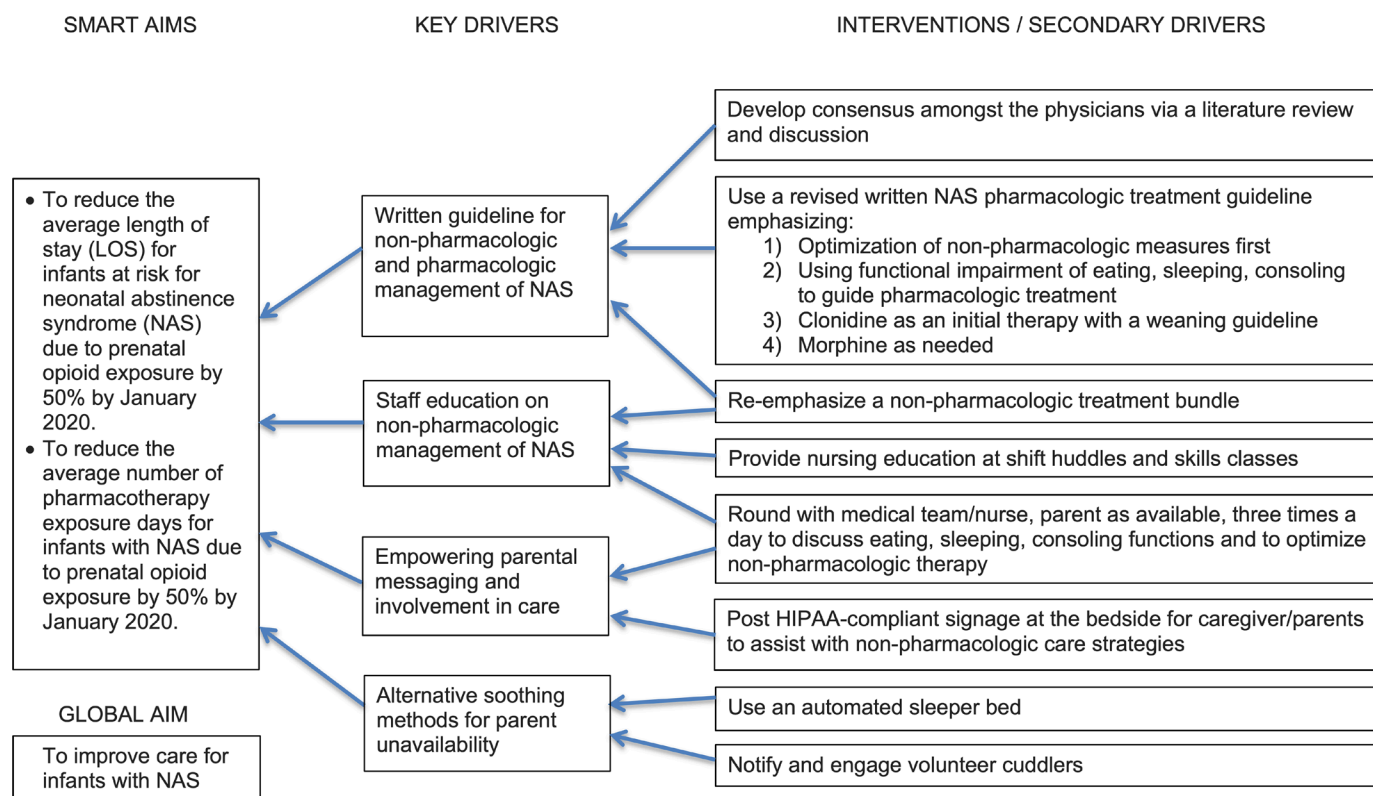 SMART AIMS
KEY DRIVERS
INTERVENTIONS / SECONDARY DRIVERS
• To reduce the
average length of
stay (LOS) for
infants at risk for
neonatal abstinence
syndrome (NAS)
due to prenatal
opioid exposure by
50% by January
2020.
• To reduce the
average number of
pharmacotherapy
exposure days for
infants with NAS due
to prenatal opioid
exposure by 50% by
January 2020.
GLOBAL AIM
To improve care for
infants with NAS
Written guideline for
non-pharmacologic
and pharmacologic
management of NAS
Staff education on
non-pharmacologic
management of NAS
Empowering parental
messaging and
involvement in care
Alternative soothing
methods for parent
unavailability
Develop consensus amongst the physicians via a literature review
and discussion
Use a revised written NAS pharmacologic treatment guideline
emphasizing:
1) Optimization of non-pharmacologic measures first
2) Using functional impairment of eating, sleeping, consoling
to guide pharmacologic treatment
3) Clonidine as an initial therapy with a weaning guideline
4) Morphine as needed
Re-emphasize a non-pharmacologic treatment bundle
Provide nursing education at shift huddles and skills classes
Round with medical team/nurse, parent as available, three times a
day to discuss eating, sleeping, consoling functions and to optimize
non-pharmacologic therapy
Post HIPAA-compliant signage at the bedside for caregiver/parents
to assist with non-pharmacologic care strategies
Use an automated sleeper bed
Notify and engage volunteer cuddlers